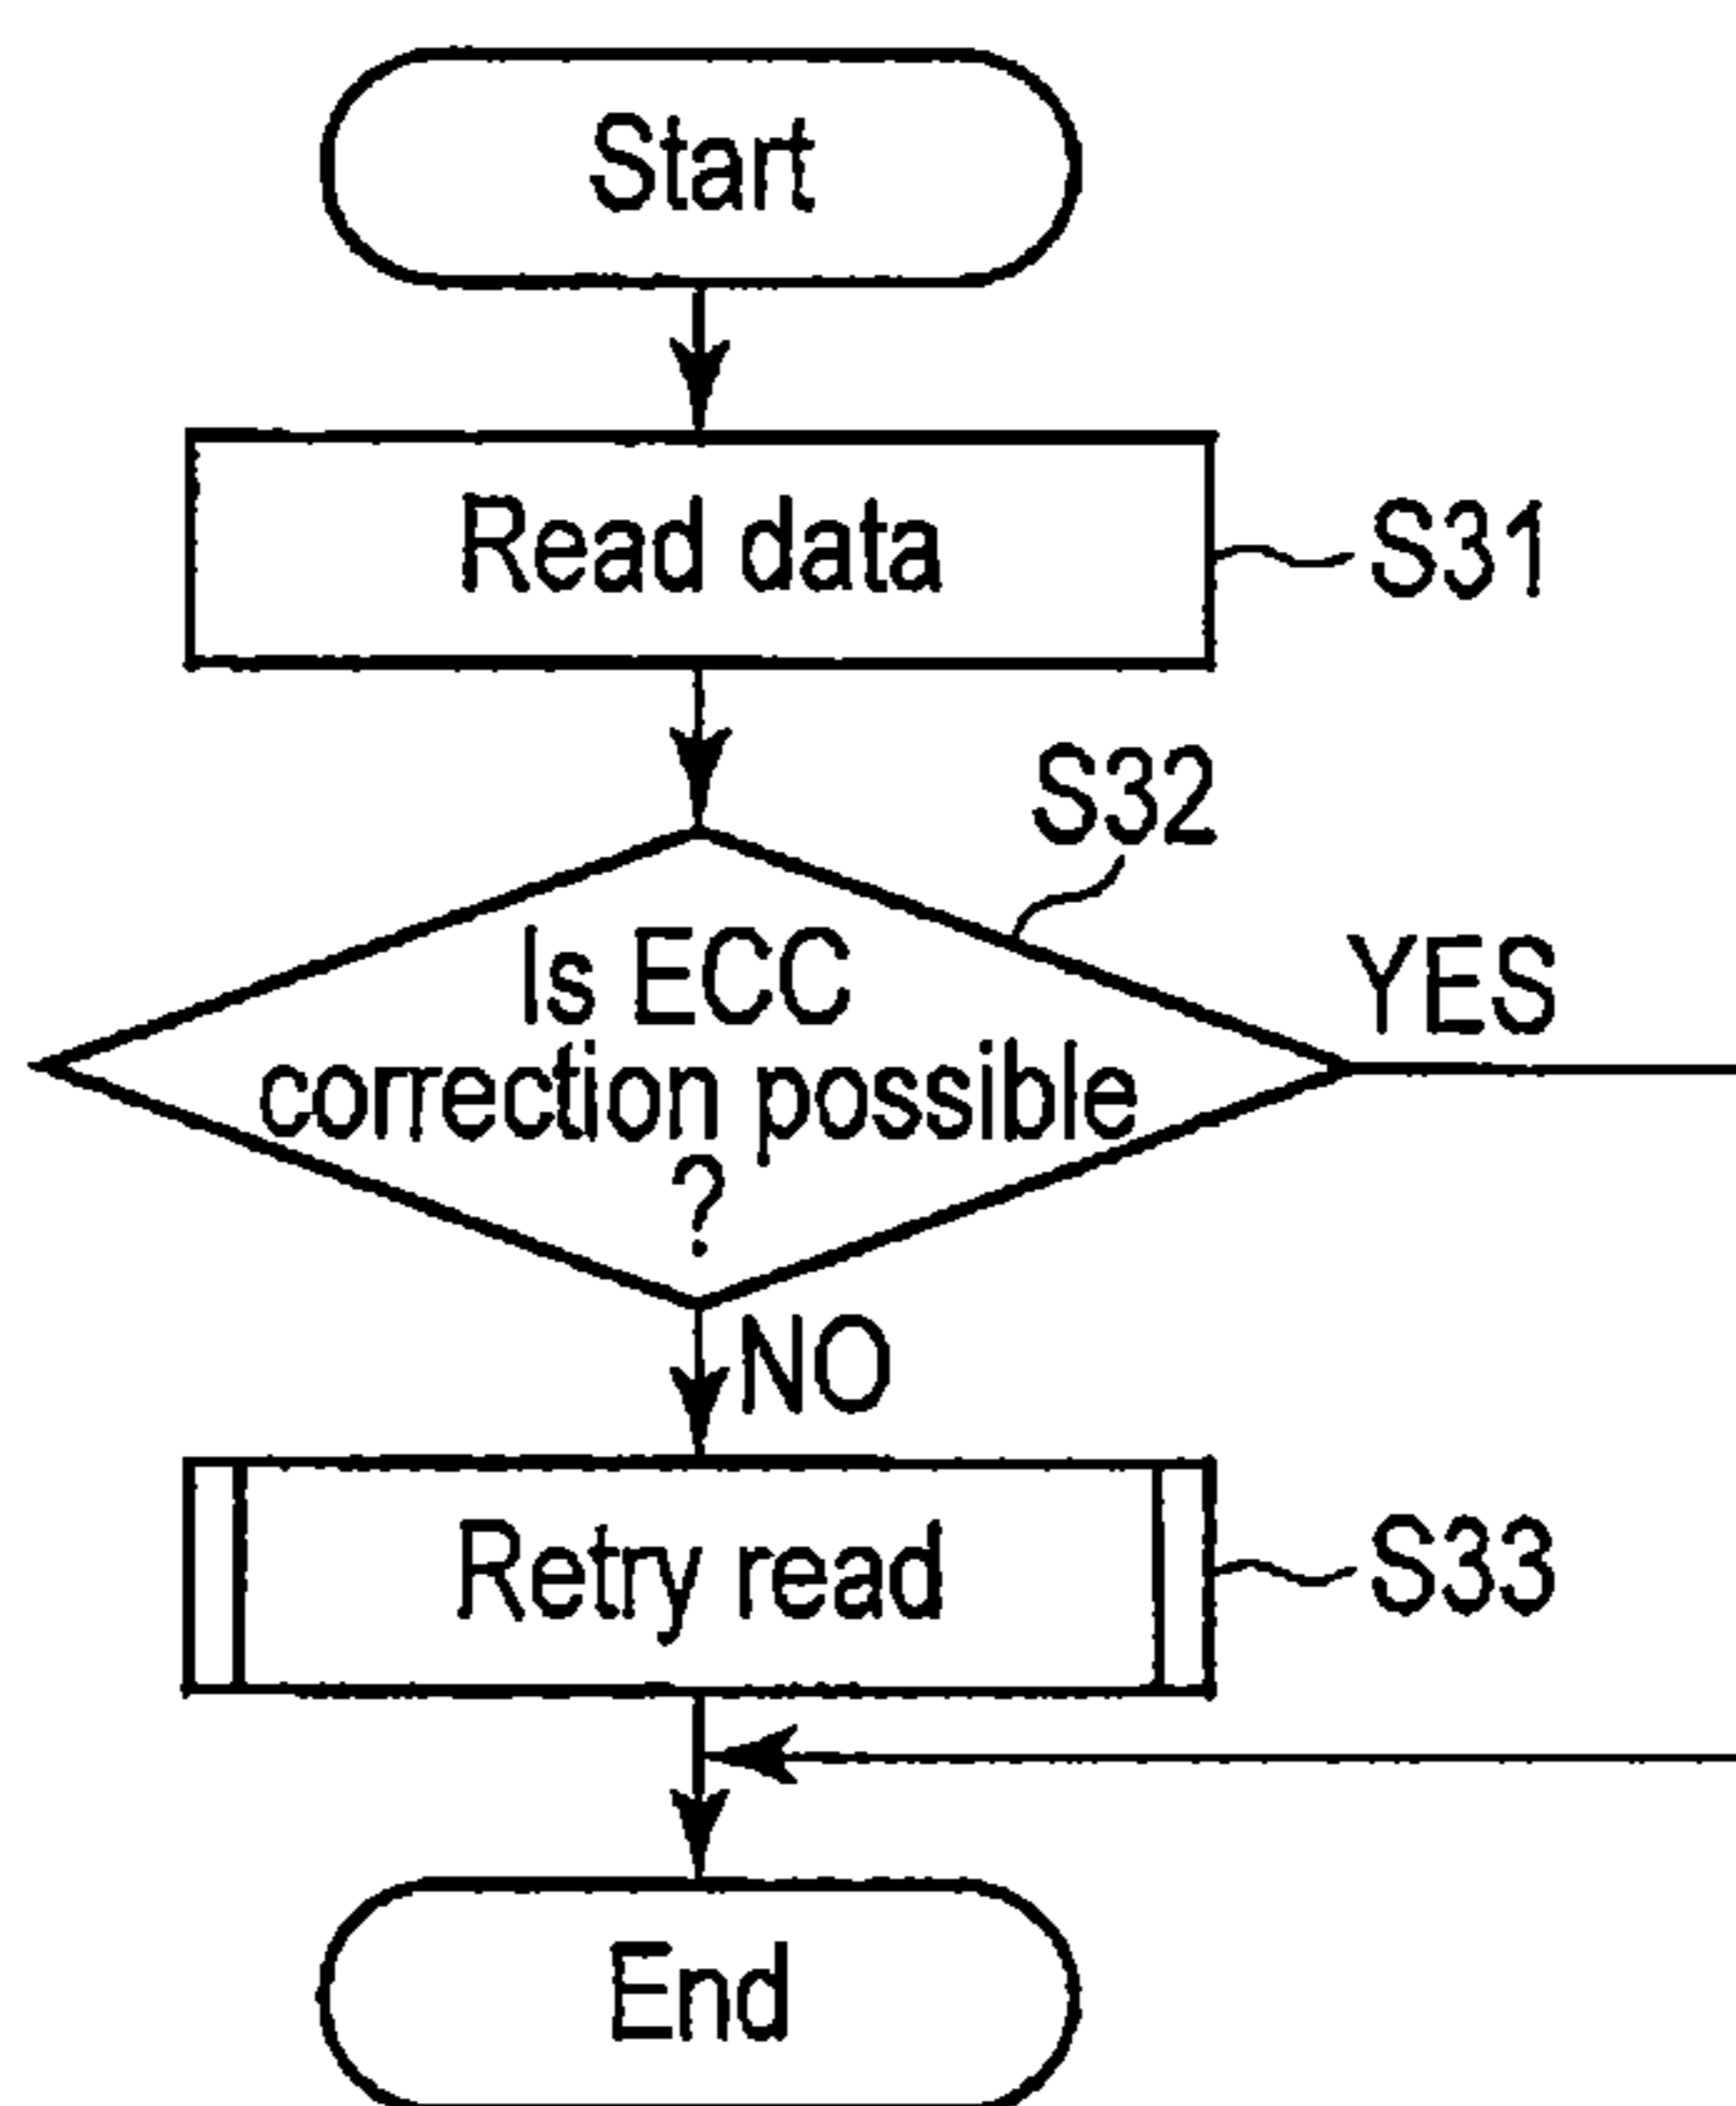 Start
Read data
S31
S32
Is ECC
correction possible
?
YES
NO
Retry read
S33
End